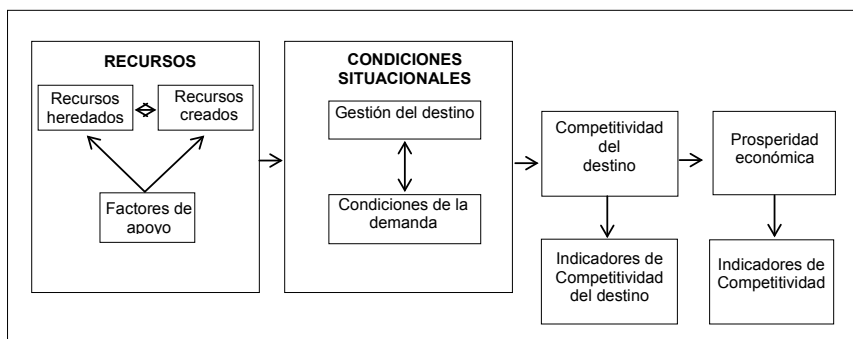 RECURSOS
Recursos
heredados
Recursos
creados
Factores de
apoyo
CONDICIONES
SITUACIONALES
Gestión del destino
Condiciones de la
demanda
Competitividad
del
destino
Prosperidad
económica
Indicadores de
Competitividad
del destino
Indicadores de
Competitividad